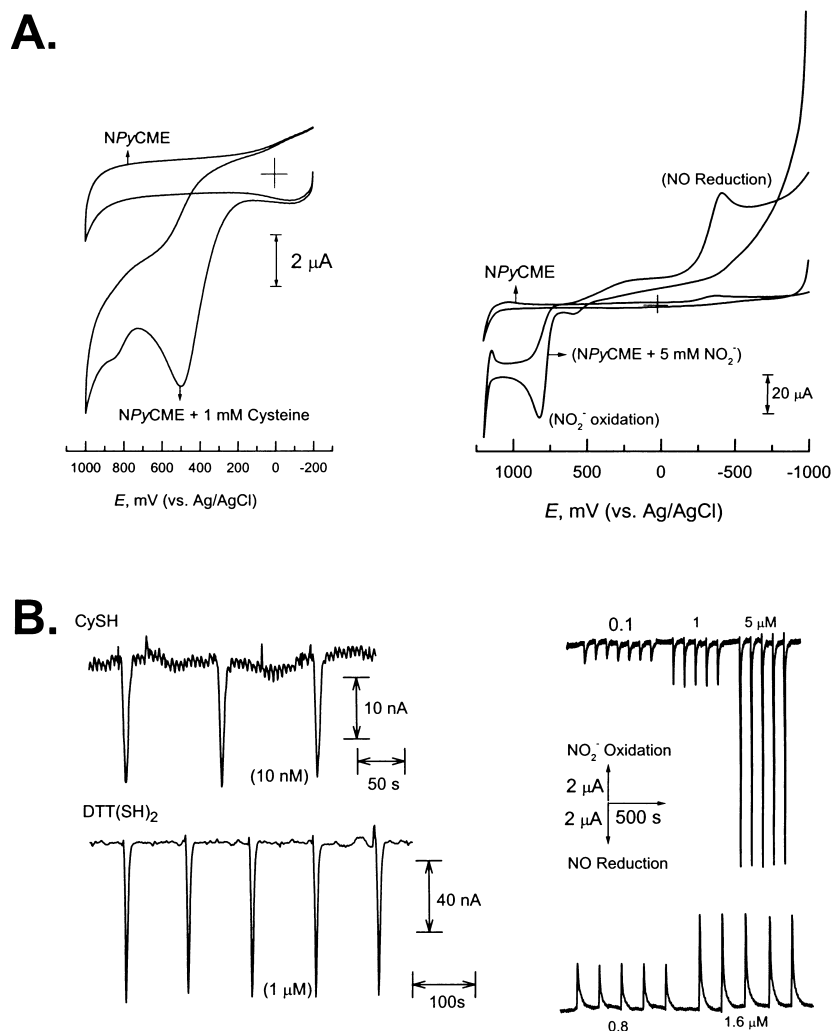 A.
NPyCME
2 μA
NPyCME + 1 mM Cysteine
1000 800 600 400 200 0 -200
E, mV (vs. Ag/AgCl)
(NO Reduction)
NPyCME
(NPyCME + 5 mM NO₂⁻)
20 μA
(NO₂⁻ oxidation)
1000 500 0 -500 -1000
E, mV (vs. Ag/AgCl)
B.
CySH
10 nA
(10 nM)
50 s
DTT(SH)₂
40 nA
(1 μM)
100s
0.1 1 5 μM
NO₂⁻ Oxidation
2 μA
2 μA 500 s
NO Reduction
0.8 1.6 μM